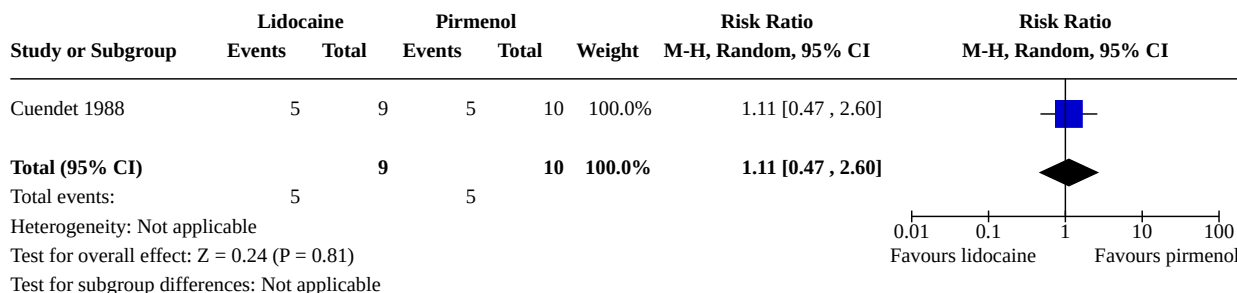 Lidocaine Pirmenol Risk Ratio Risk Ratio
Study or Subgroup Events Total Events Total Weight M-H, Random, 95% CI M-H, Random, 95% CI
Cuendet 1988 5 9 5 10 100.0% 1.11 [0.47 , 2.60]
Total (95% CI) 9 10 100.0% 1.11 [0.47 , 2.60]
Total events: 5 5
Heterogeneity: Not applicable
0.01 0.1 1 10 100
Test for overall effect: Z = 0.24 (P = 0.81) Favours lidocaine Favours pirmenol
Test for subgroup differences: Not applicable